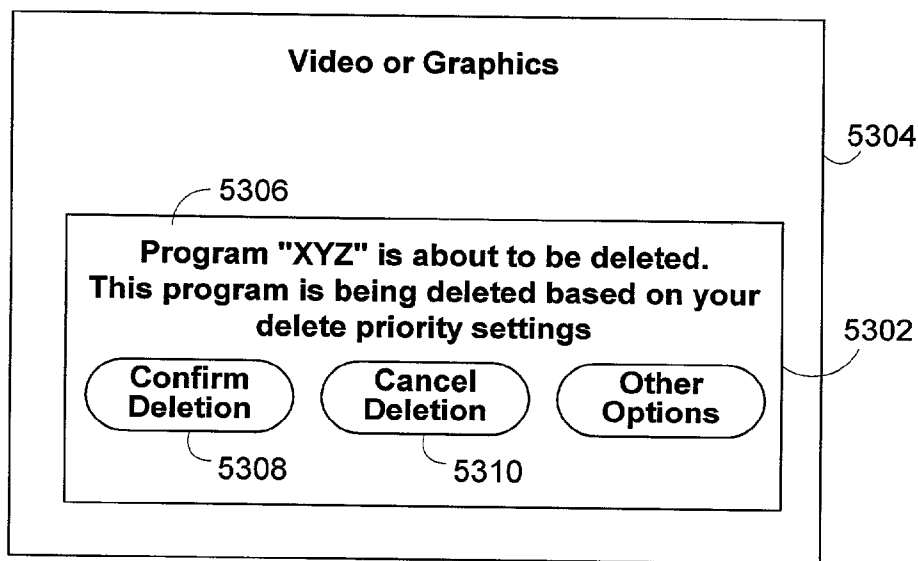 Video or Graphics
5304
5306
Program "XYZ" is about to be deleted.
This program is being deleted based on your
delete priority settings
5302
Confirm
Deletion
Cancel
Deletion
Other
Options
5308
5310